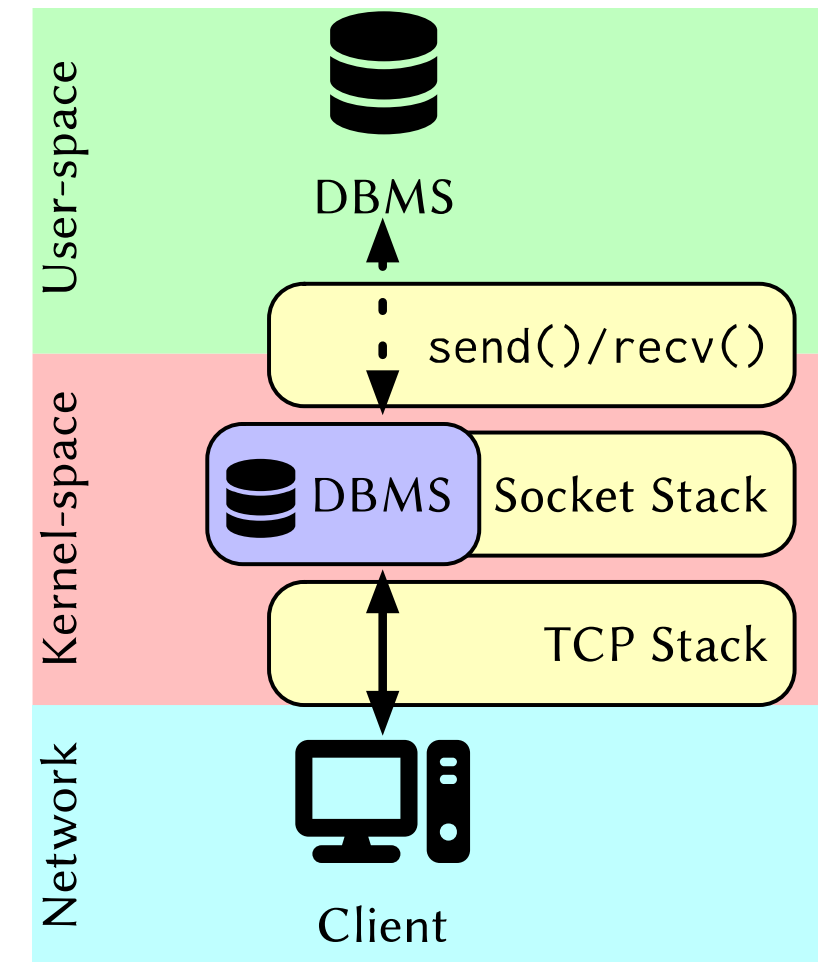 User-space
DBMS
send()/recv()
Kernel-space
DBMS
Socket Stack
TCP Stack
Network
Client